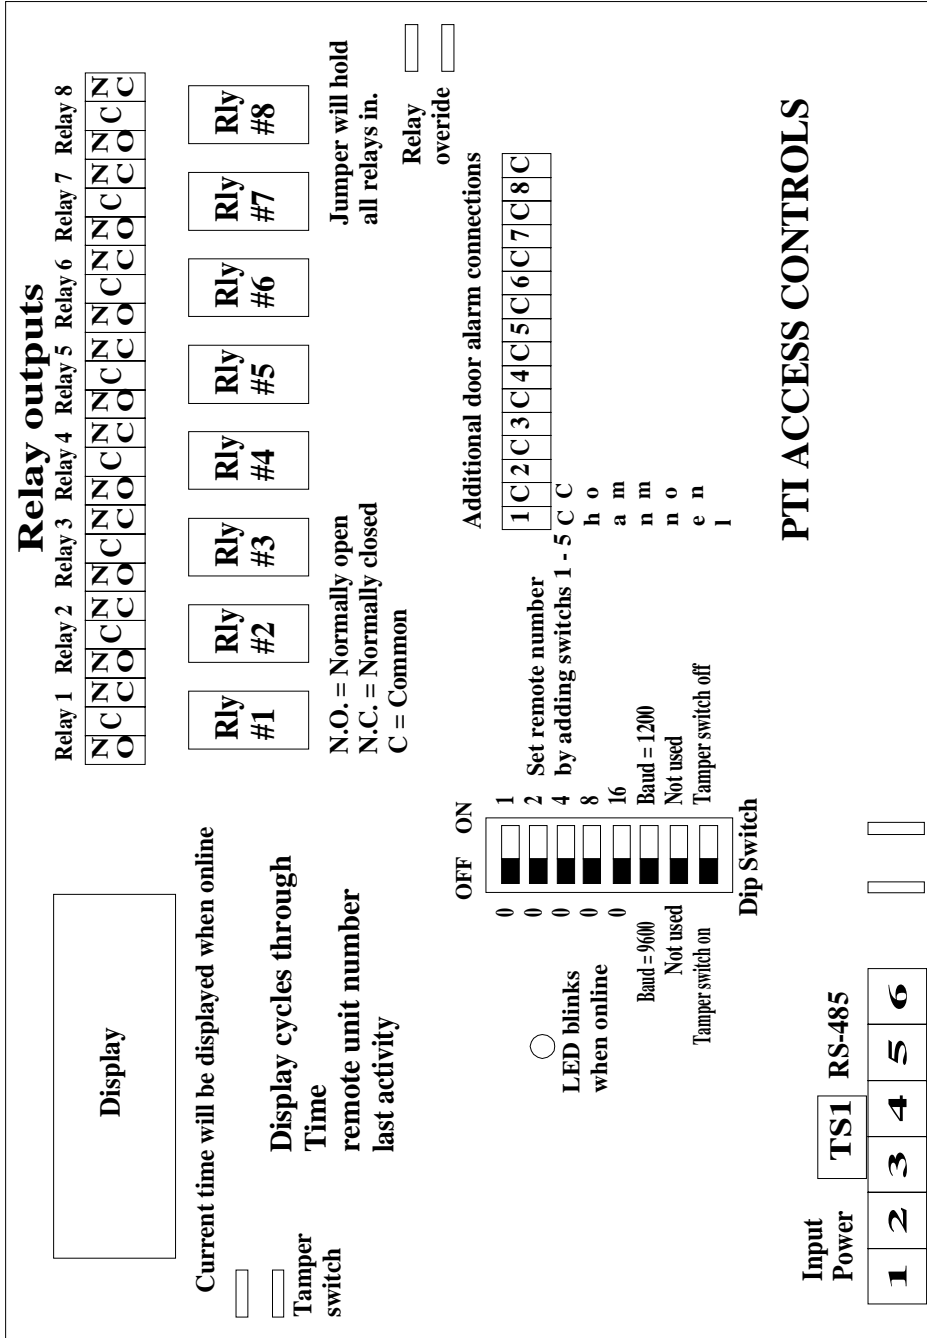 Relay outputs
Relay 1 Relay 2 Relay 3 Relay 4 Relay 5 Relay 6 Relay 7 Relay 8
NO C NC NO C NC NO C NC NO C NC NO C NC NO C NC NO C NC NO C NC
Rly #1
Rly #2
Rly #3
Rly #4
Rly #5
Rly #6
Rly #7
Rly #8
N.O. = Normally open
N.C. = Normally closed
C = Common
Jumper will hold
all relays in.
Relay
overide
Display
Current time will be displayed when online
Tamper
switch
Display cycles through
Time
remote unit number
last activity
LED blinks
when online
OFF ON
0 1
0 2
0 4
0 8
0 16
Baud = 9600 Baud = 1200
Not used Not used
Tamper switch on Tamper switch off
Dip Switch
Set remote number
by adding switchs 1 - 5
Additional door alarm connections
1 C 2 C 3 C 4 C 5 C 6 C 7 C 8 C
Channel
Common
Input
Power
TS1
RS-485
1 2 3 4 5 6
PTI ACCESS CONTROLS